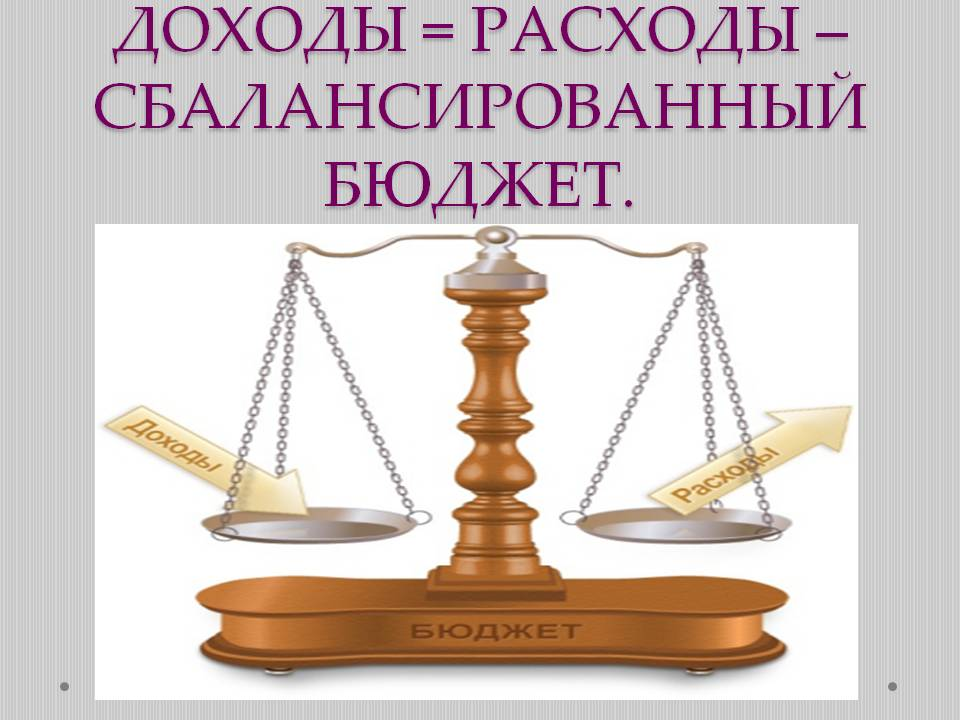 ДОХОДЫ = РАСХОДЫ –
СБАЛАНСИРОВАННЫЙ
БЮДЖЕТ.
Доходы
Расходы
БЮДЖЕТ